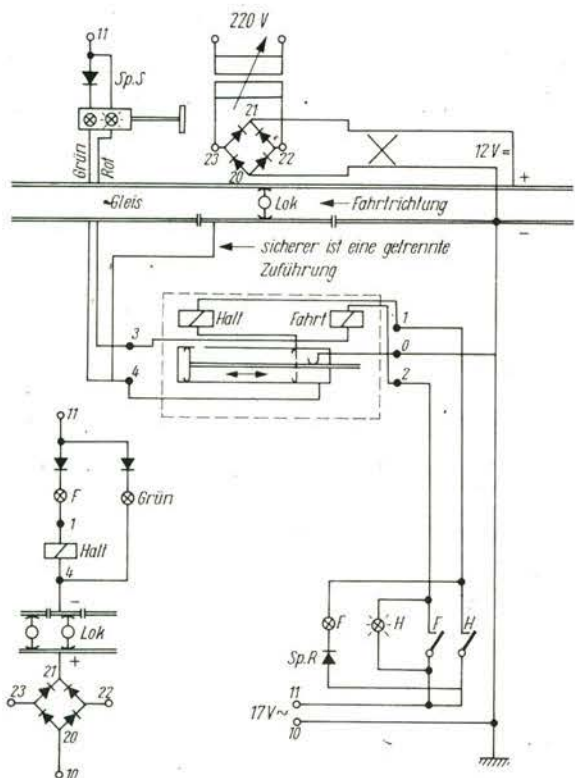 11
220 V
Sp.S
21
23
22
20
12V =
Grün
Rot
+
Gleis
Lok
Fahrtrichtung
-
sicherer ist eine getrennte
Zuführung
Halt
Fahrt
1
3
0
4
2
11
F
Grün
1
Halt
4
-
Lok
+
21
23
22
20
10
F
H
F
H
Sp.R
11
17V~
10